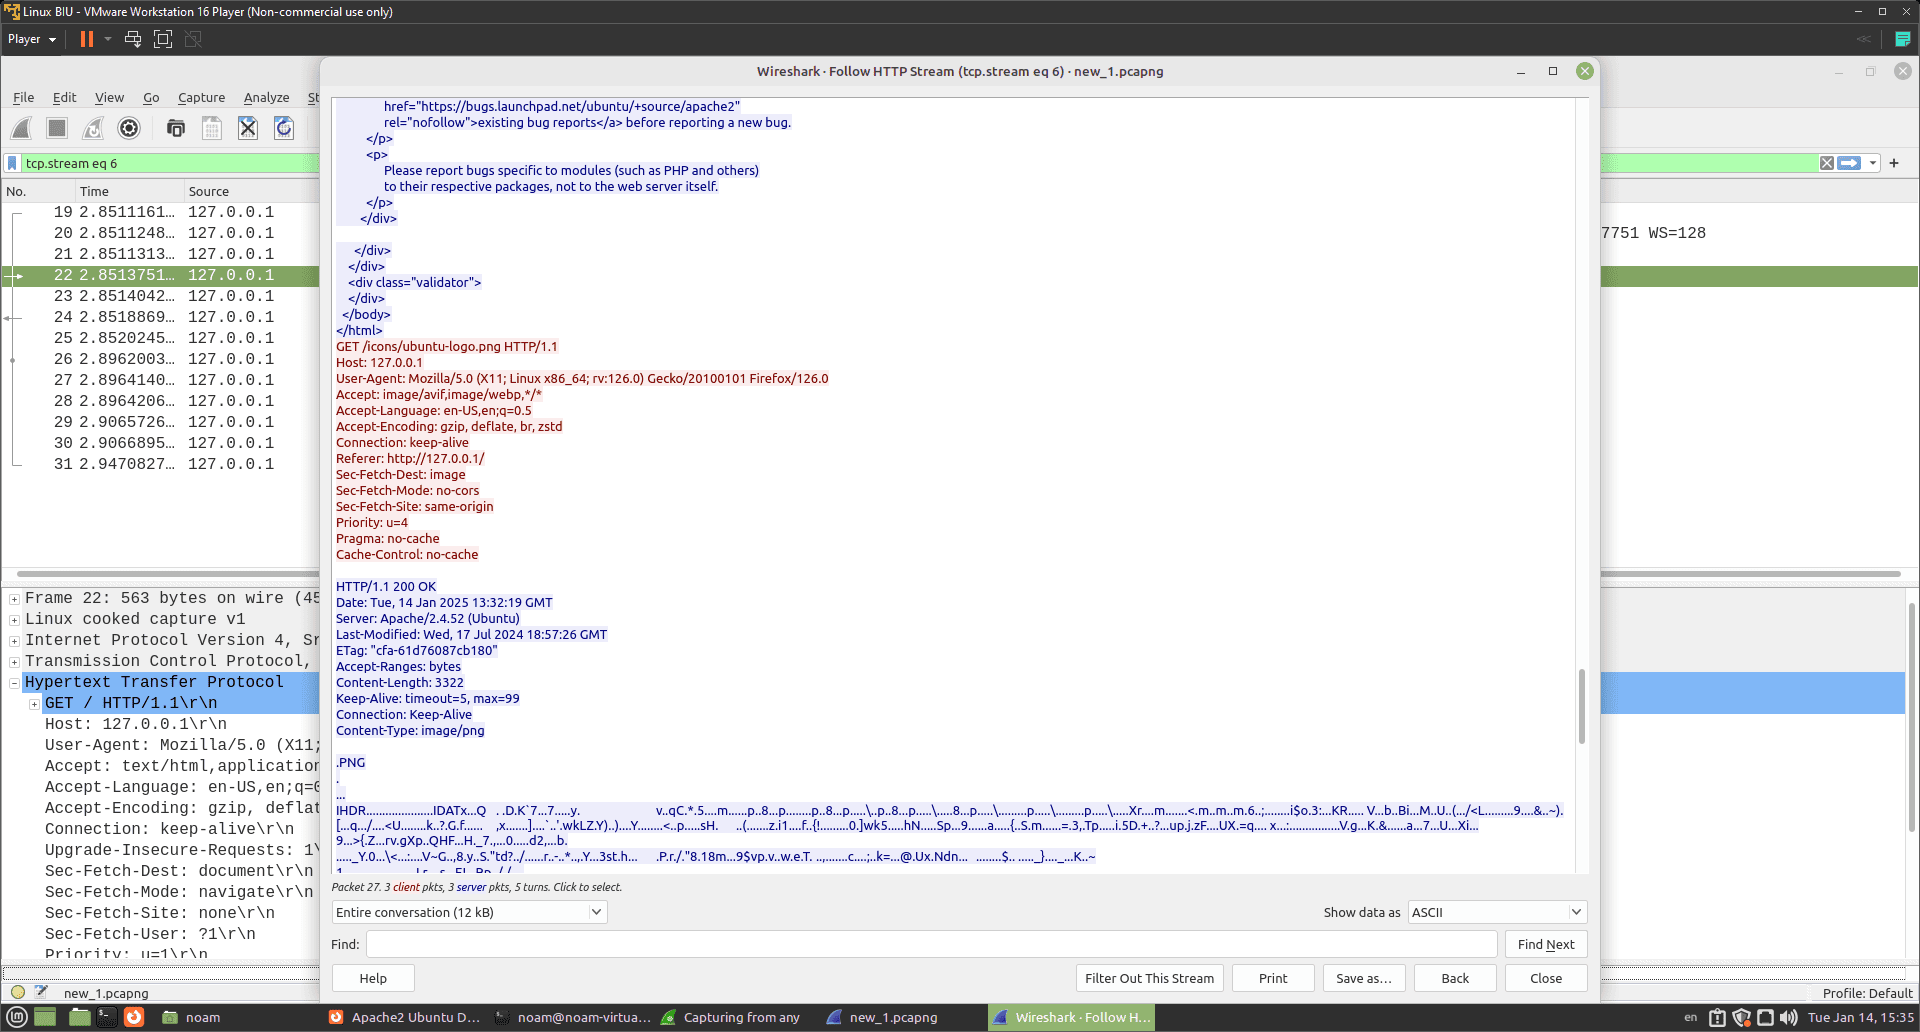 Linux BIU - VMware Workstation 16 Player (Non-commercial use only)
Player
Wireshark · Follow HTTP Stream (tcp.stream eq 6) · new_1.pcapng
File Edit View Go Capture Analyze St
tcp.stream eq 6
No. Time Source
19 2.8511161… 127.0.0.1
20 2.8511248… 127.0.0.1
7751 WS=128
21 2.8511313… 127.0.0.1
22 2.8513751… 127.0.0.1
23 2.8514042… 127.0.0.1
24 2.8518869… 127.0.0.1
25 2.8520245… 127.0.0.1
26 2.8962003… 127.0.0.1
27 2.8964140… 127.0.0.1
28 2.8964206… 127.0.0.1
29 2.9065726… 127.0.0.1
30 2.9066895… 127.0.0.1
31 2.9470827… 127.0.0.1
Frame 22: 563 bytes on wire (45
Linux cooked capture v1
Internet Protocol Version 4, Sr
Transmission Control Protocol,
Hypertext Transfer Protocol
GET / HTTP/1.1\r\n
Host: 127.0.0.1\r\n
User-Agent: Mozilla/5.0 (X11;
Accept: text/html,application
Accept-Language: en-US,en;q=0
Accept-Encoding: gzip, deflat
Connection: keep-alive\r\n
Upgrade-Insecure-Requests: 1\
Sec-Fetch-Dest: document\r\n
Sec-Fetch-Mode: navigate\r\n
Sec-Fetch-Site: none\r\n
Sec-Fetch-User: ?1\r\n
Priority: u=1\r\n
href="https://bugs.launchpad.net/ubuntu/+source/apache2"
rel="nofollow">existing bug reports</a> before reporting a new bug.
</p>
<p>
Please report bugs specific to modules (such as PHP and others)
to their respective packages, not to the web server itself.
</p>
</div>
</div>
</div>
<div class="validator">
</div>
</body>
</html>
GET /icons/ubuntu-logo.png HTTP/1.1
Host: 127.0.0.1
User-Agent: Mozilla/5.0 (X11; Linux x86_64; rv:126.0) Gecko/20100101 Firefox/126.0
Accept: image/avif,image/webp,*/*
Accept-Language: en-US,en;q=0.5
Accept-Encoding: gzip, deflate, br, zstd
Connection: keep-alive
Referer: http://127.0.0.1/
Sec-Fetch-Dest: image
Sec-Fetch-Mode: no-cors
Sec-Fetch-Site: same-origin
Priority: u=4
Pragma: no-cache
Cache-Control: no-cache
HTTP/1.1 200 OK
Date: Tue, 14 Jan 2025 13:32:19 GMT
Server: Apache/2.4.52 (Ubuntu)
Last-Modified: Wed, 17 Jul 2024 18:57:26 GMT
ETag: "cfa-61d76087cb180"
Accept-Ranges: bytes
Content-Length: 3322
Keep-Alive: timeout=5, max=99
Connection: Keep-Alive
Content-Type: image/png
.PNG
.
...
Packet 27. 3 client pkts, 3 server pkts, 5 turns. Click to select.
Entire conversation (12 kB)
Show data as ASCII
Find:
Find Next
Help
Filter Out This Stream
Print
Save as…
Back
Close
new_1.pcapng
Profile: Default
noam
Apache2 Ubuntu D…
noam@noam-virtua…
Capturing from any
new_1.pcapng
Wireshark · Follow H…
en
Tue Jan 14, 15:35